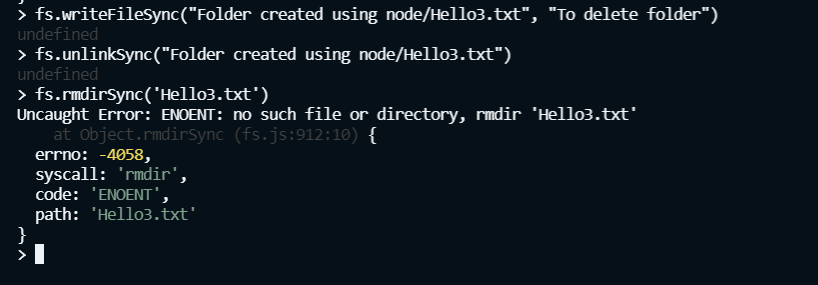 > fs.writeFileSync("Folder created using node/Hello3.txt", "To delete folder")
undefined
> fs.unlinkSync("Folder created using node/Hello3.txt")
undefined
> fs.rmdirSync('Hello3.txt')
Uncaught Error: ENOENT: no such file or directory, rmdir 'Hello3.txt'
    at Object.rmdirSync (fs.js:912:10) {
  errno: -4058,
  syscall: 'rmdir',
  code: 'ENOENT',
  path: 'Hello3.txt'
}
>